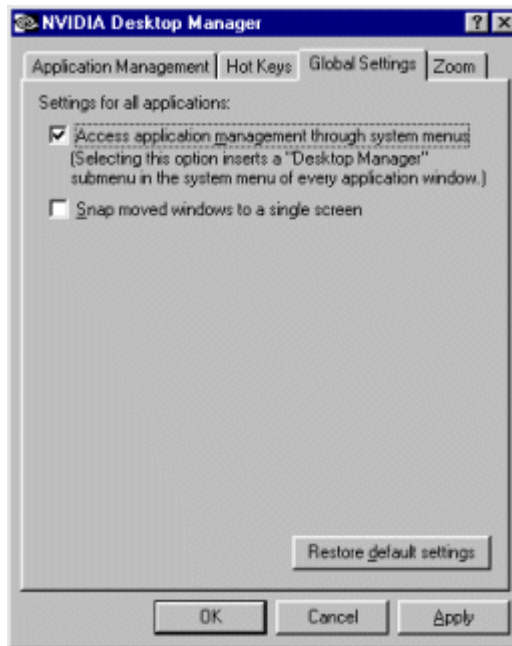 NVIDIA Desktop Manager
Application Management
Hot Keys
Global Settings
Zoom
Settings for all applications:
Access application management through system menus
(Selecting this option inserts a "Desktop Manager"
submenu in the system menu of every application window.)
Snap moved windows to a single screen
Restore default settings
OK
Cancel
Apply